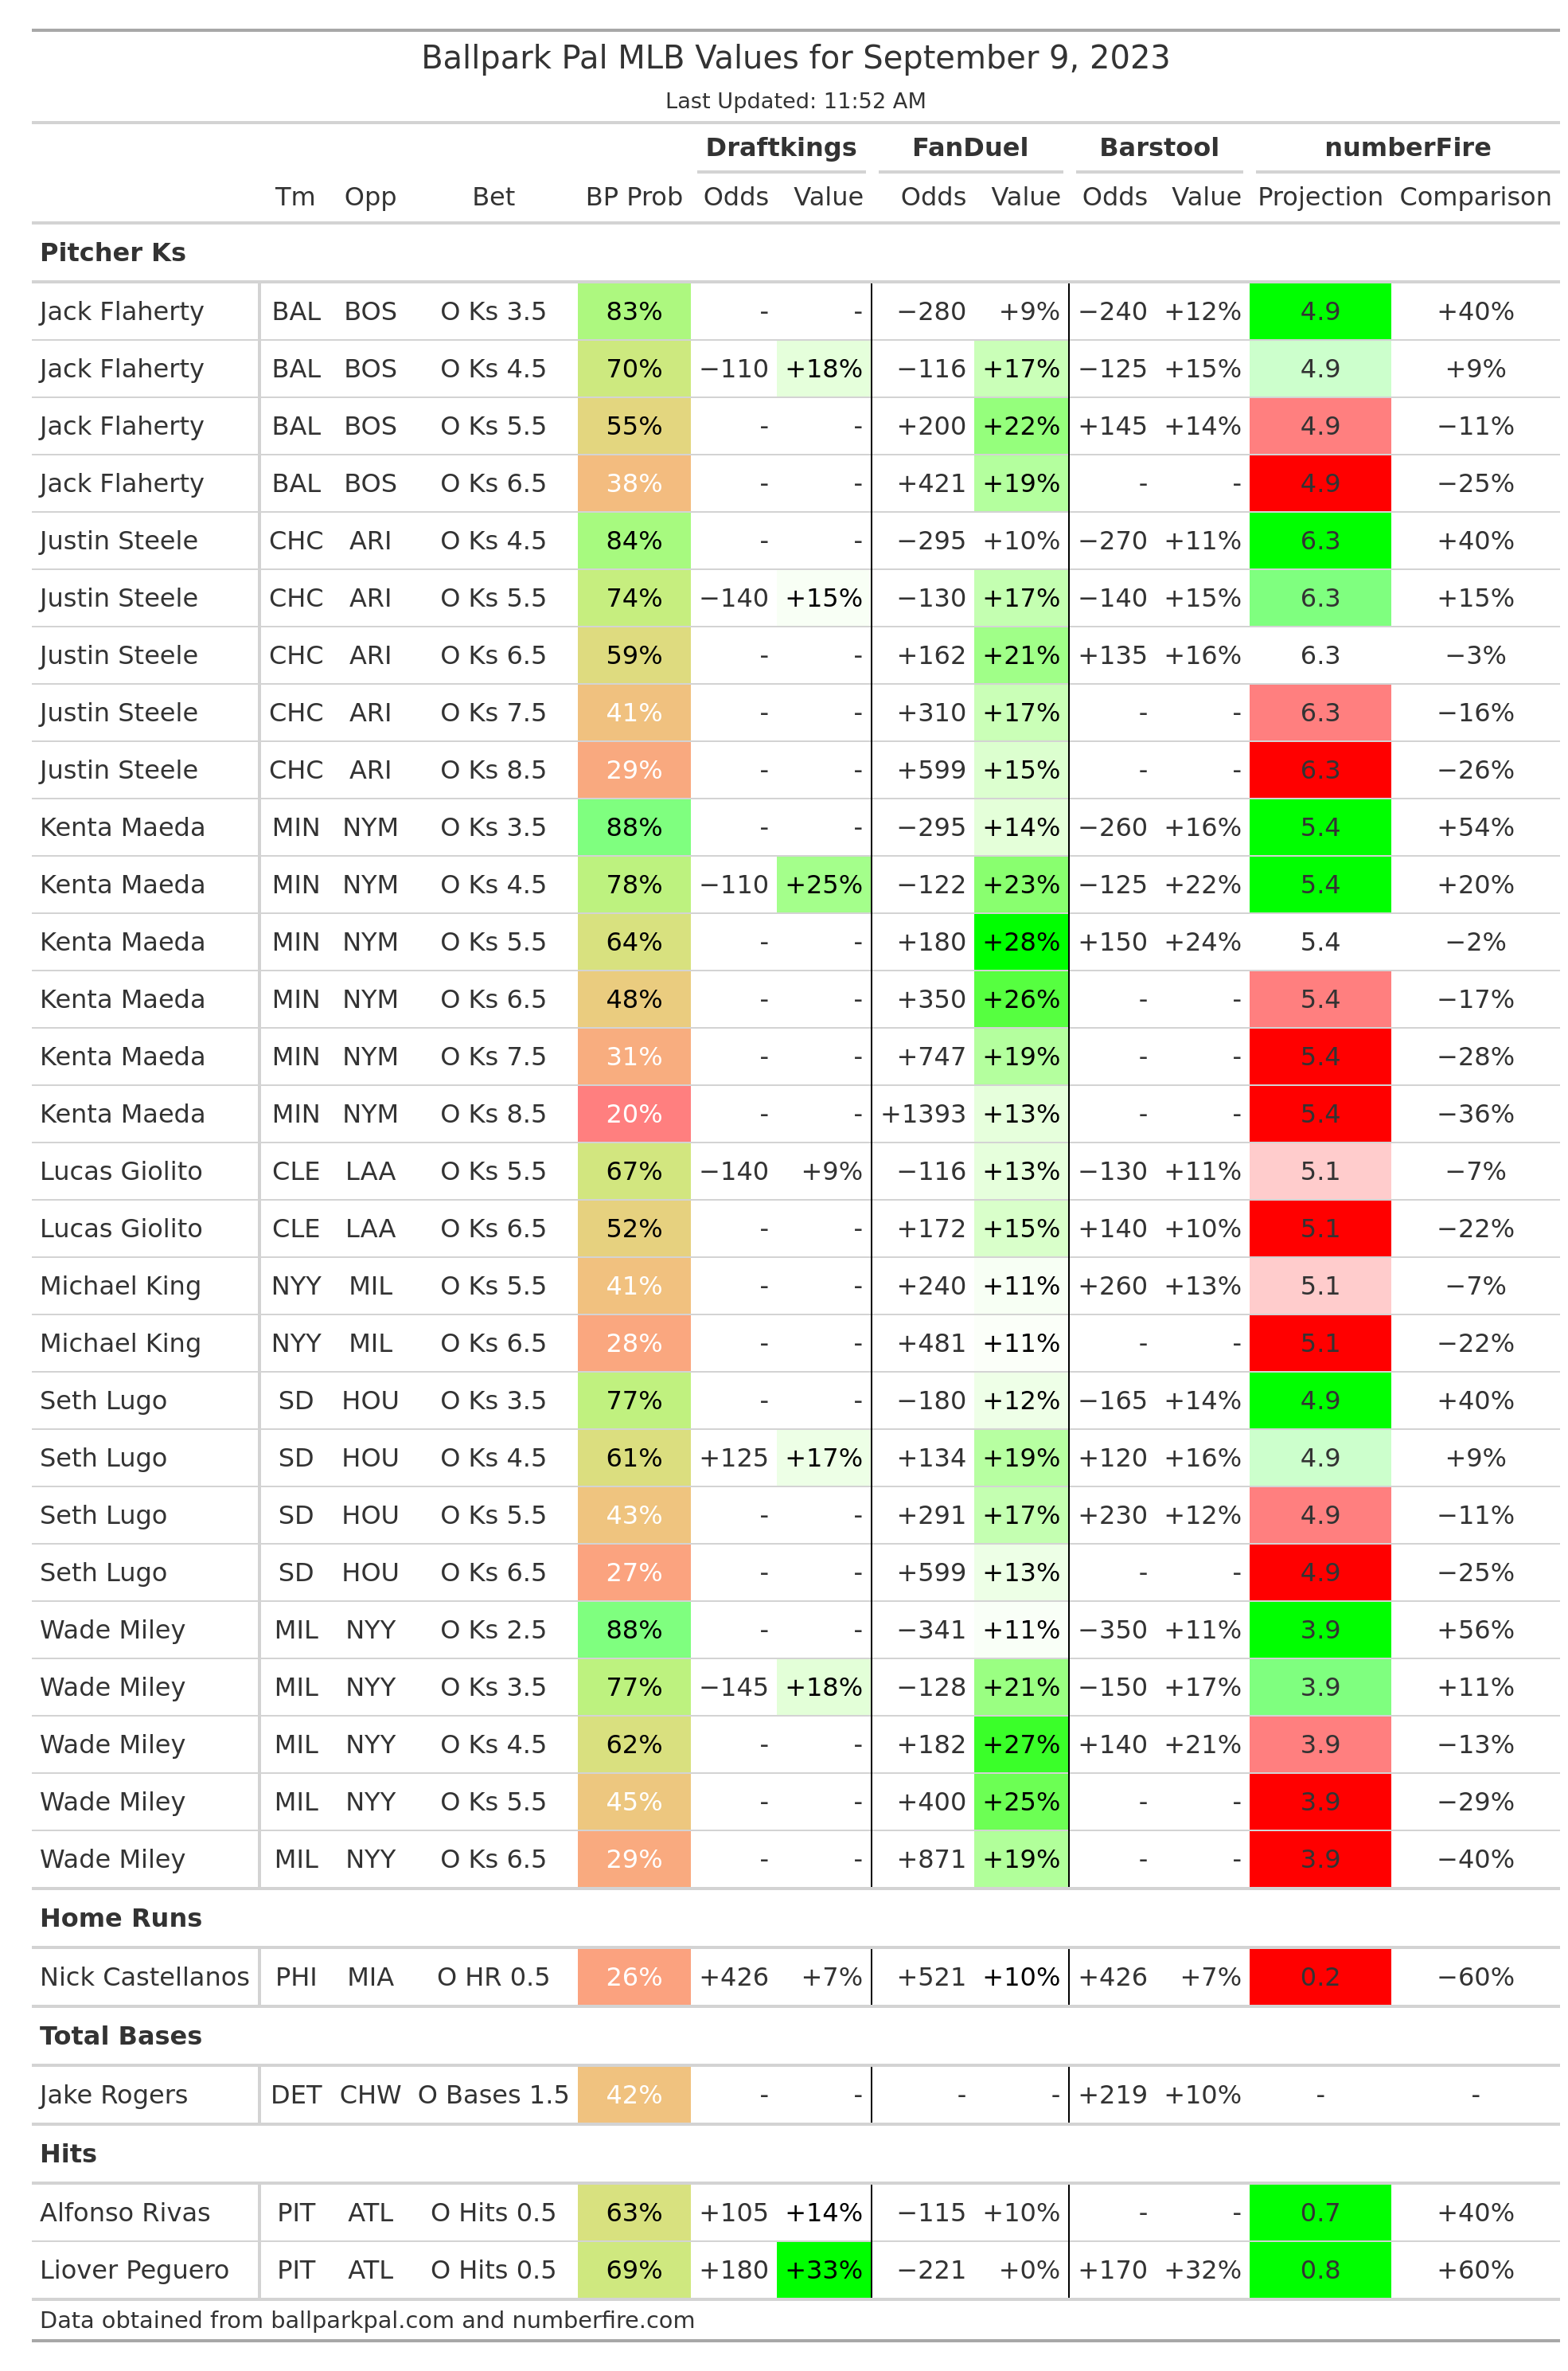 Ballpark Pal MLB Values for September 9, 2023
Last Updated: 11:52 AM
Draftkings FanDuel Barstool numberFire
Tm Opp Bet BP Prob Odds Value Odds Value Odds Value Projection Comparison
Pitcher Ks
Jack Flaherty BAL BOS O Ks 3.5 83% - - −280 +9% −240 +12% 4.9 +40%
Jack Flaherty BAL BOS O Ks 4.5 70% −110 +18% −116 +17% −125 +15% 4.9 +9%
Jack Flaherty BAL BOS O Ks 5.5 55% - - +200 +22% +145 +14% 4.9 −11%
Jack Flaherty BAL BOS O Ks 6.5 38% - - +421 +19% - - 4.9 −25%
Justin Steele CHC ARI O Ks 4.5 84% - - −295 +10% −270 +11% 6.3 +40%
Justin Steele CHC ARI O Ks 5.5 74% −140 +15% −130 +17% −140 +15% 6.3 +15%
Justin Steele CHC ARI O Ks 6.5 59% - - +162 +21% +135 +16% 6.3 −3%
Justin Steele CHC ARI O Ks 7.5 41% - - +310 +17% - - 6.3 −16%
Justin Steele CHC ARI O Ks 8.5 29% - - +599 +15% - - 6.3 −26%
Kenta Maeda MIN NYM O Ks 3.5 88% - - −295 +14% −260 +16% 5.4 +54%
Kenta Maeda MIN NYM O Ks 4.5 78% −110 +25% −122 +23% −125 +22% 5.4 +20%
Kenta Maeda MIN NYM O Ks 5.5 64% - - +180 +28% +150 +24% 5.4 −2%
Kenta Maeda MIN NYM O Ks 6.5 48% - - +350 +26% - - 5.4 −17%
Kenta Maeda MIN NYM O Ks 7.5 31% - - +747 +19% - - 5.4 −28%
Kenta Maeda MIN NYM O Ks 8.5 20% - - +1393 +13% - - 5.4 −36%
Lucas Giolito CLE LAA O Ks 5.5 67% −140 +9% −116 +13% −130 +11% 5.1 −7%
Lucas Giolito CLE LAA O Ks 6.5 52% - - +172 +15% +140 +10% 5.1 −22%
Michael King NYY MIL O Ks 5.5 41% - - +240 +11% +260 +13% 5.1 −7%
Michael King NYY MIL O Ks 6.5 28% - - +481 +11% - - 5.1 −22%
Seth Lugo SD HOU O Ks 3.5 77% - - −180 +12% −165 +14% 4.9 +40%
Seth Lugo SD HOU O Ks 4.5 61% +125 +17% +134 +19% +120 +16% 4.9 +9%
Seth Lugo SD HOU O Ks 5.5 43% - - +291 +17% +230 +12% 4.9 −11%
Seth Lugo SD HOU O Ks 6.5 27% - - +599 +13% - - 4.9 −25%
Wade Miley MIL NYY O Ks 2.5 88% - - −341 +11% −350 +11% 3.9 +56%
Wade Miley MIL NYY O Ks 3.5 77% −145 +18% −128 +21% −150 +17% 3.9 +11%
Wade Miley MIL NYY O Ks 4.5 62% - - +182 +27% +140 +21% 3.9 −13%
Wade Miley MIL NYY O Ks 5.5 45% - - +400 +25% - - 3.9 −29%
Wade Miley MIL NYY O Ks 6.5 29% - - +871 +19% - - 3.9 −40%
Home Runs
Nick Castellanos PHI MIA O HR 0.5 26% +426 +7% +521 +10% +426 +7% 0.2 −60%
Total Bases
Jake Rogers DET CHW O Bases 1.5 42% - - - - +219 +10% - -
Hits
Alfonso Rivas PIT ATL O Hits 0.5 63% +105 +14% −115 +10% - - 0.7 +40%
Liover Peguero PIT ATL O Hits 0.5 69% +180 +33% −221 +0% +170 +32% 0.8 +60%
Data obtained from ballparkpal.com and numberfire.com